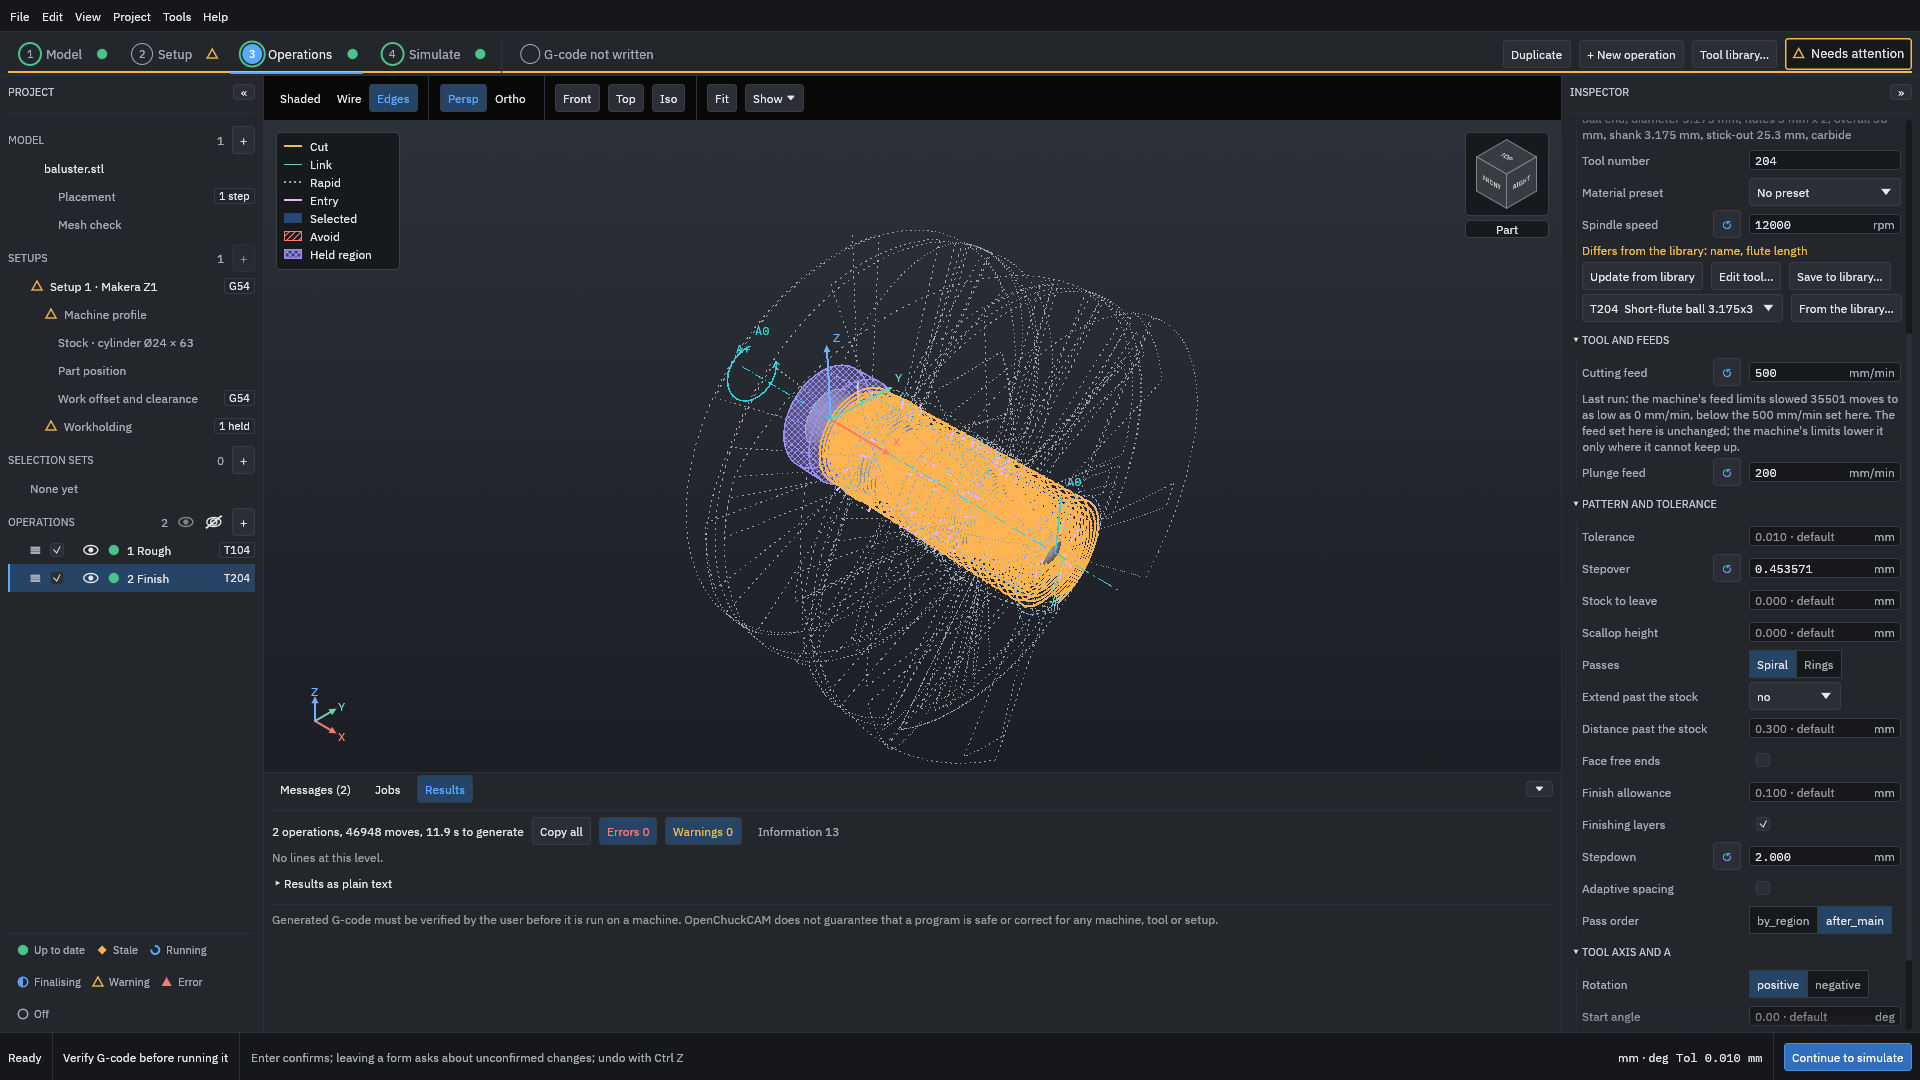 File Edit View Project Tools Help
1 Model 2 Setup 3 Operations 4 Simulate G-code not written Duplicate + New operation Tool library... Needs attention
PROJECT «
MODEL 1 +
baluster.stl
Placement 1 step
Mesh check
SETUPS 1 +
Setup 1 · Makera Z1 G54
Machine profile
Stock · cylinder Ø24 × 63
Part position
Work offset and clearance G54
Workholding 1 held
SELECTION SETS 0 +
None yet
OPERATIONS 2 +
1 Rough T104
2 Finish T204
Up to date Stale Running
Finalising Warning Error
Off
Shaded Wire Edges Persp Ortho Front Top Iso Fit Show
Cut
Link
Rapid
Entry
Selected
Avoid
Held region
TOP
FRONT RIGHT
Part
A0
A+
Z
Y
X
A0
Z
Y
X
Messages (2) Jobs Results
2 operations, 46948 moves, 11.9 s to generate Copy all Errors 0 Warnings 0 Information 13
No lines at this level.
Results as plain text
Generated G-code must be verified by the user before it is run on a machine. OpenChuckCAM does not guarantee that a program is safe or correct for any machine, tool or setup.
INSPECTOR »
mm, shank 3.175 mm, stick-out 25.3 mm, carbide
Tool number 204
Material preset No preset
Spindle speed 12000 rpm
Differs from the library: name, flute length
Update from library Edit tool... Save to library...
T204 Short-flute ball 3.175x3 From the library...
TOOL AND FEEDS
Cutting feed 500 mm/min
Last run: the machine's feed limits slowed 35501 moves to
as low as 0 mm/min, below the 500 mm/min set here. The
feed set here is unchanged; the machine's limits lower it
only where it cannot keep up.
Plunge feed 200 mm/min
PATTERN AND TOLERANCE
Tolerance 0.010 · default mm
Stepover 0.453571 mm
Stock to leave 0.000 · default mm
Scallop height 0.000 · default mm
Passes Spiral Rings
Extend past the stock no
Distance past the stock 0.300 · default mm
Face free ends
Finish allowance 0.100 · default mm
Finishing layers
Stepdown 2.000 mm
Adaptive spacing
Pass order by_region after_main
TOOL AXIS AND A
Rotation positive negative
Start angle 0.00 · default deg
Ready Verify G-code before running it Enter confirms; leaving a form asks about unconfirmed changes; undo with Ctrl Z mm · deg Tol 0.010 mm Continue to simulate